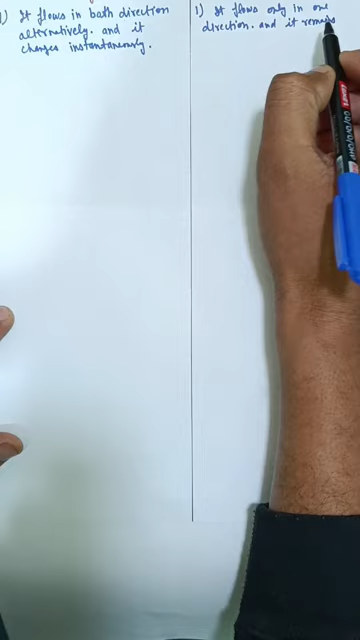 1) It flows in both direction
alternatively. and it
changes instantaneously.
1) It flows only in one
direction. and it remains